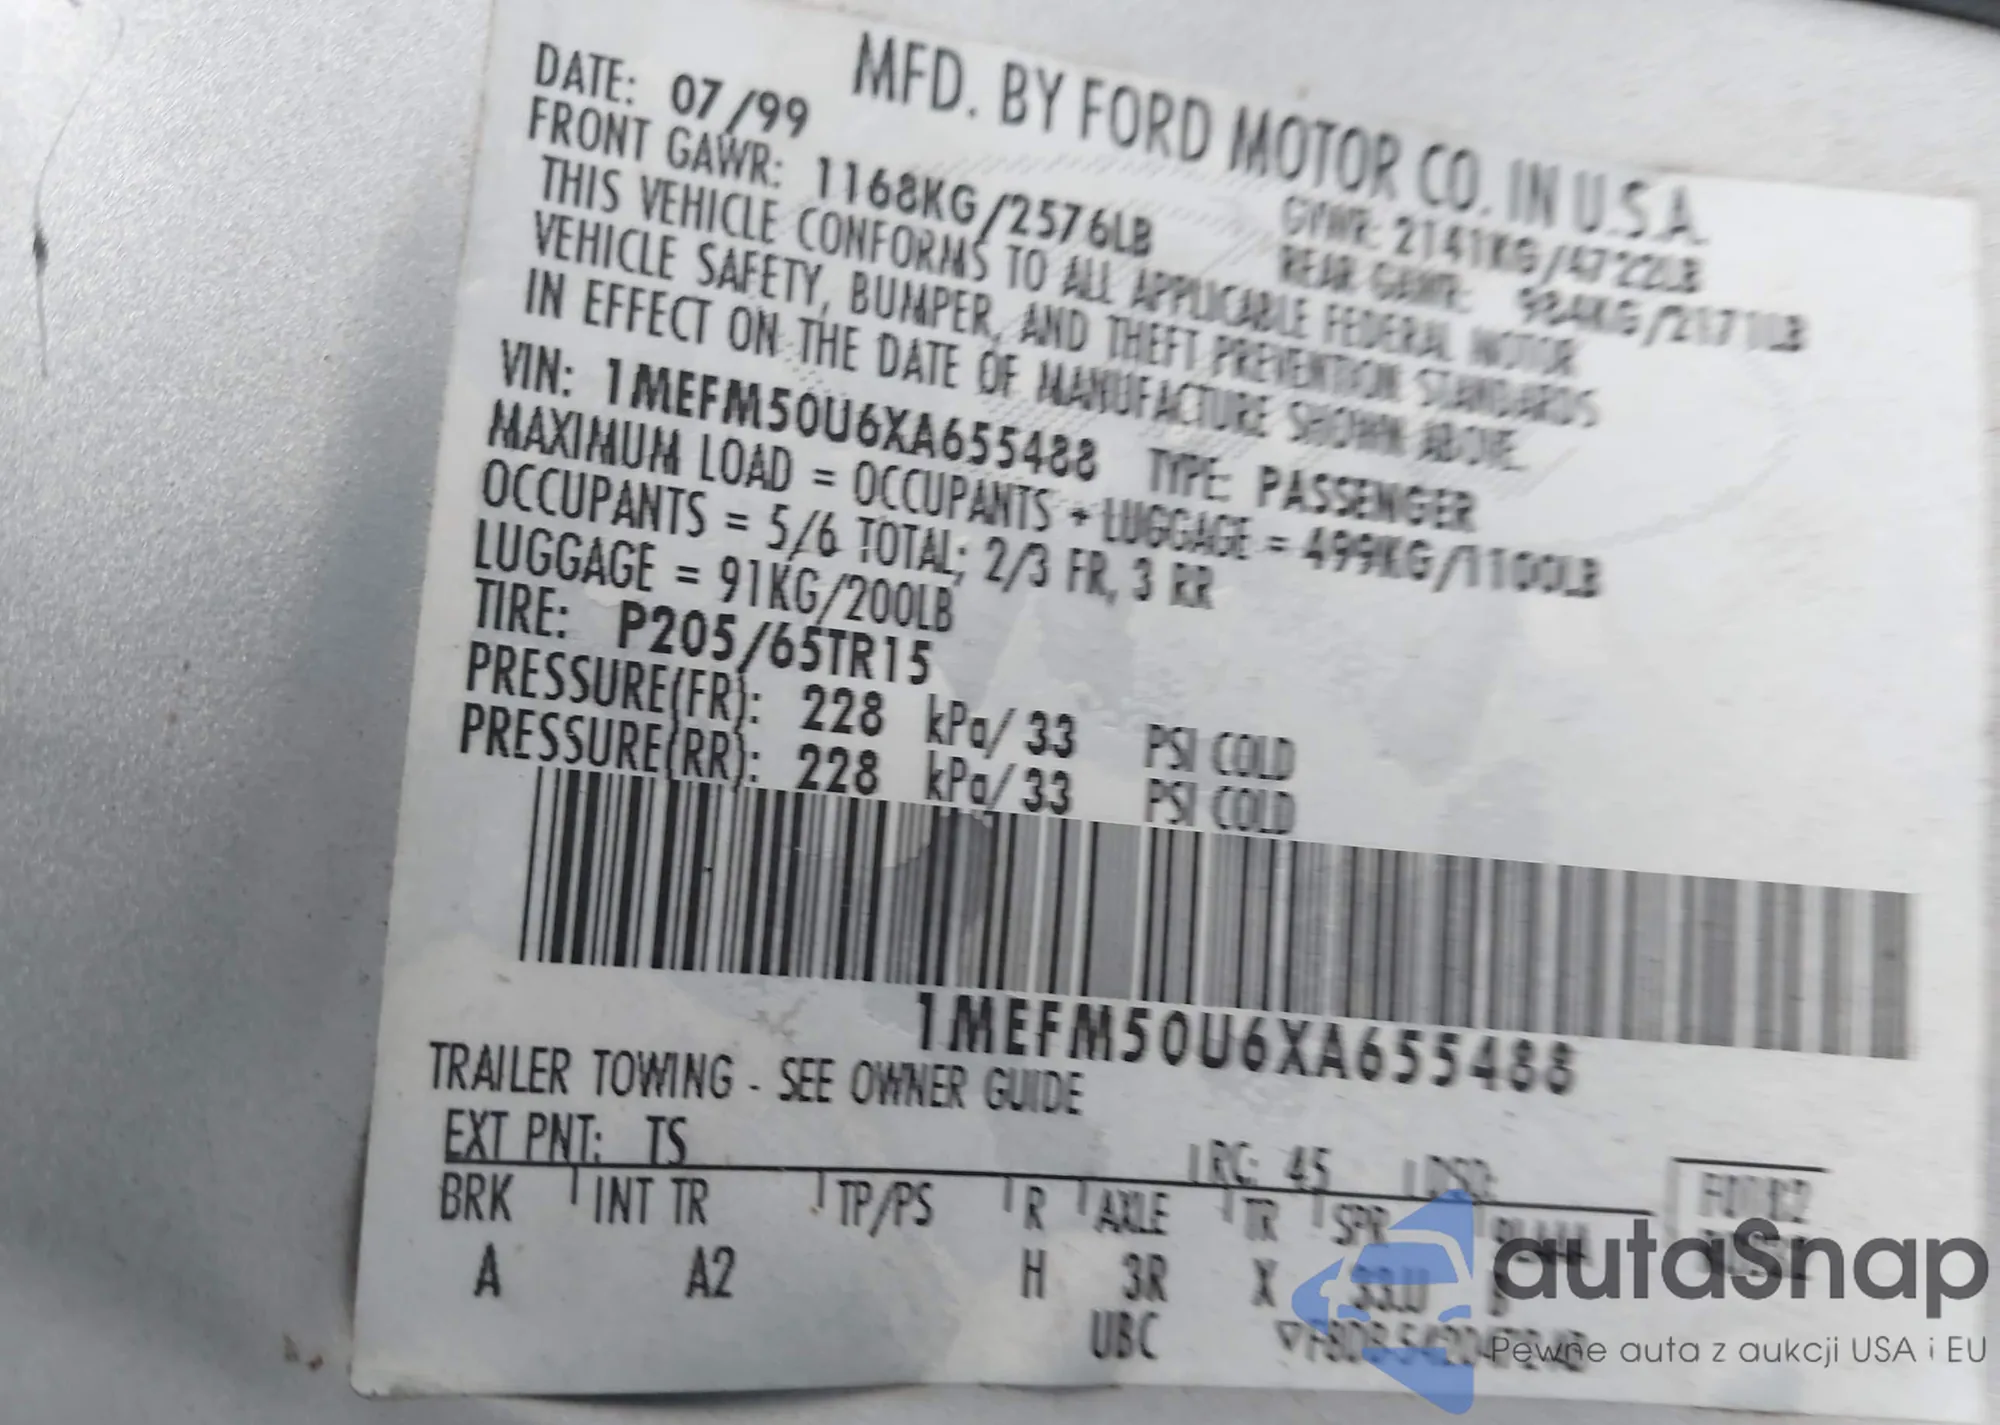 MFD. BY FORD MOTOR CO. IN U.S.A.
DATE: 07/99 GVWR: 2141KG/4722LB
FRONT GAWR: 1168KG/2576LB REAR GAWR: 984KG/2171LB
THIS VEHICLE CONFORMS TO ALL APPLICABLE FEDERAL MOTOR
VEHICLE SAFETY, BUMPER, AND THEFT PREVENTION STANDARDS
IN EFFECT ON THE DATE OF MANUFACTURE SHOWN ABOVE.
VIN: 1MEFM50U6XA655488 TYPE: PASSENGER
MAXIMUM LOAD = OCCUPANTS + LUGGAGE = 499KG/1100LB
OCCUPANTS = 5/6 TOTAL; 2/3 FR, 3 RR
LUGGAGE = 91KG/200LB
TIRE: P205/65TR15
PRESSURE(FR): 228 kPa/33 PSI COLD
PRESSURE(RR): 228 kPa/33 PSI COLD
1MEFM50U6XA655488
TRAILER TOWING - SEE OWNER GUIDE
EXT PNT: TS RC: 45 DSO:
BRK INT TR TP/PS R AXLE TR SPR
A A2 H 3R X
UBC
autaSnap
Pewne auta z aukcji USA i EU